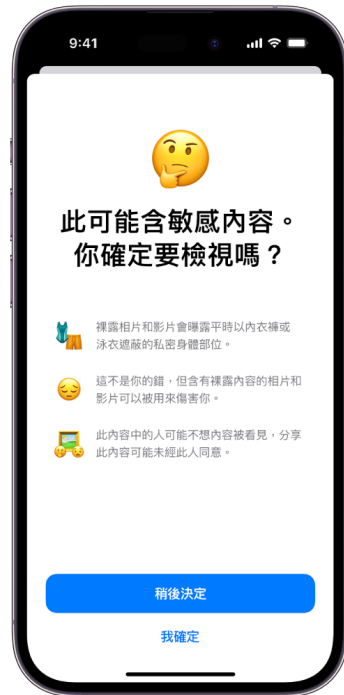 9:41
此可能含敏感內容。
你確定要檢視嗎？
裸露相片和影片會曝露平時以內衣褲或
泳衣遮蔽的私密身體部位。
這不是你的錯，但含有裸露內容的相片和
影片可以被用來傷害你。
此內容中的人可能不想內容被看見，分享
此內容可能未經此人同意。
稍後決定
我確定